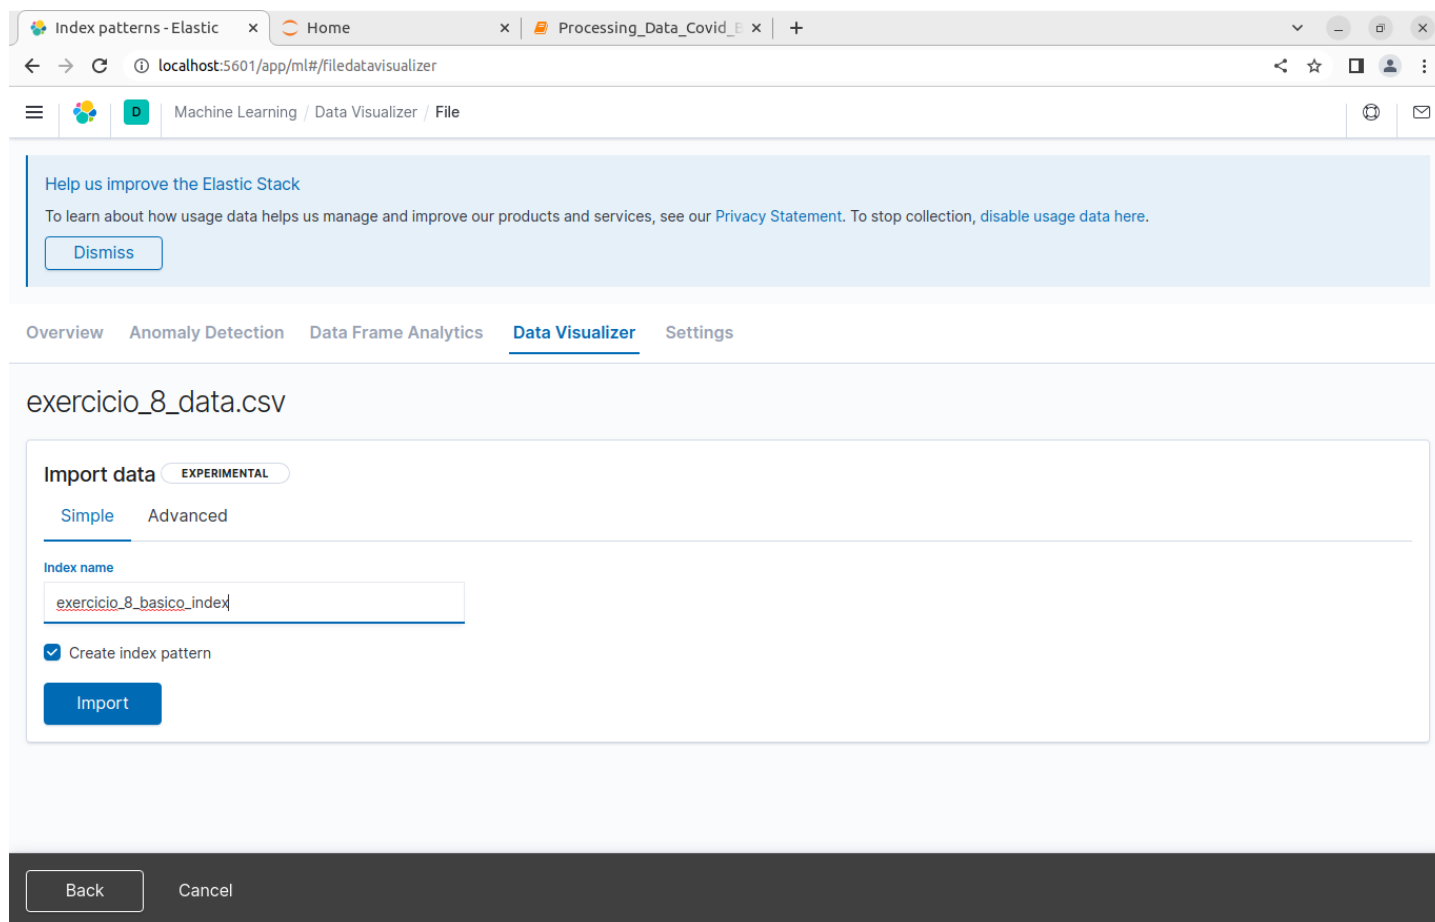 Index patterns - Elastic
Home
Processing_Data_Covid_B
localhost:5601/app/ml#/filedatavisualizer
D
Machine Learning / Data Visualizer / File
Help us improve the Elastic Stack
To learn about how usage data helps us manage and improve our products and services, see our Privacy Statement. To stop collection, disable usage data here.
Dismiss
Overview Anomaly Detection Data Frame Analytics Data Visualizer Settings
exercicio_8_data.csv
Import data EXPERIMENTAL
Simple Advanced
Index name
exercicio_8_basico_index
Create index pattern
Import
Back Cancel